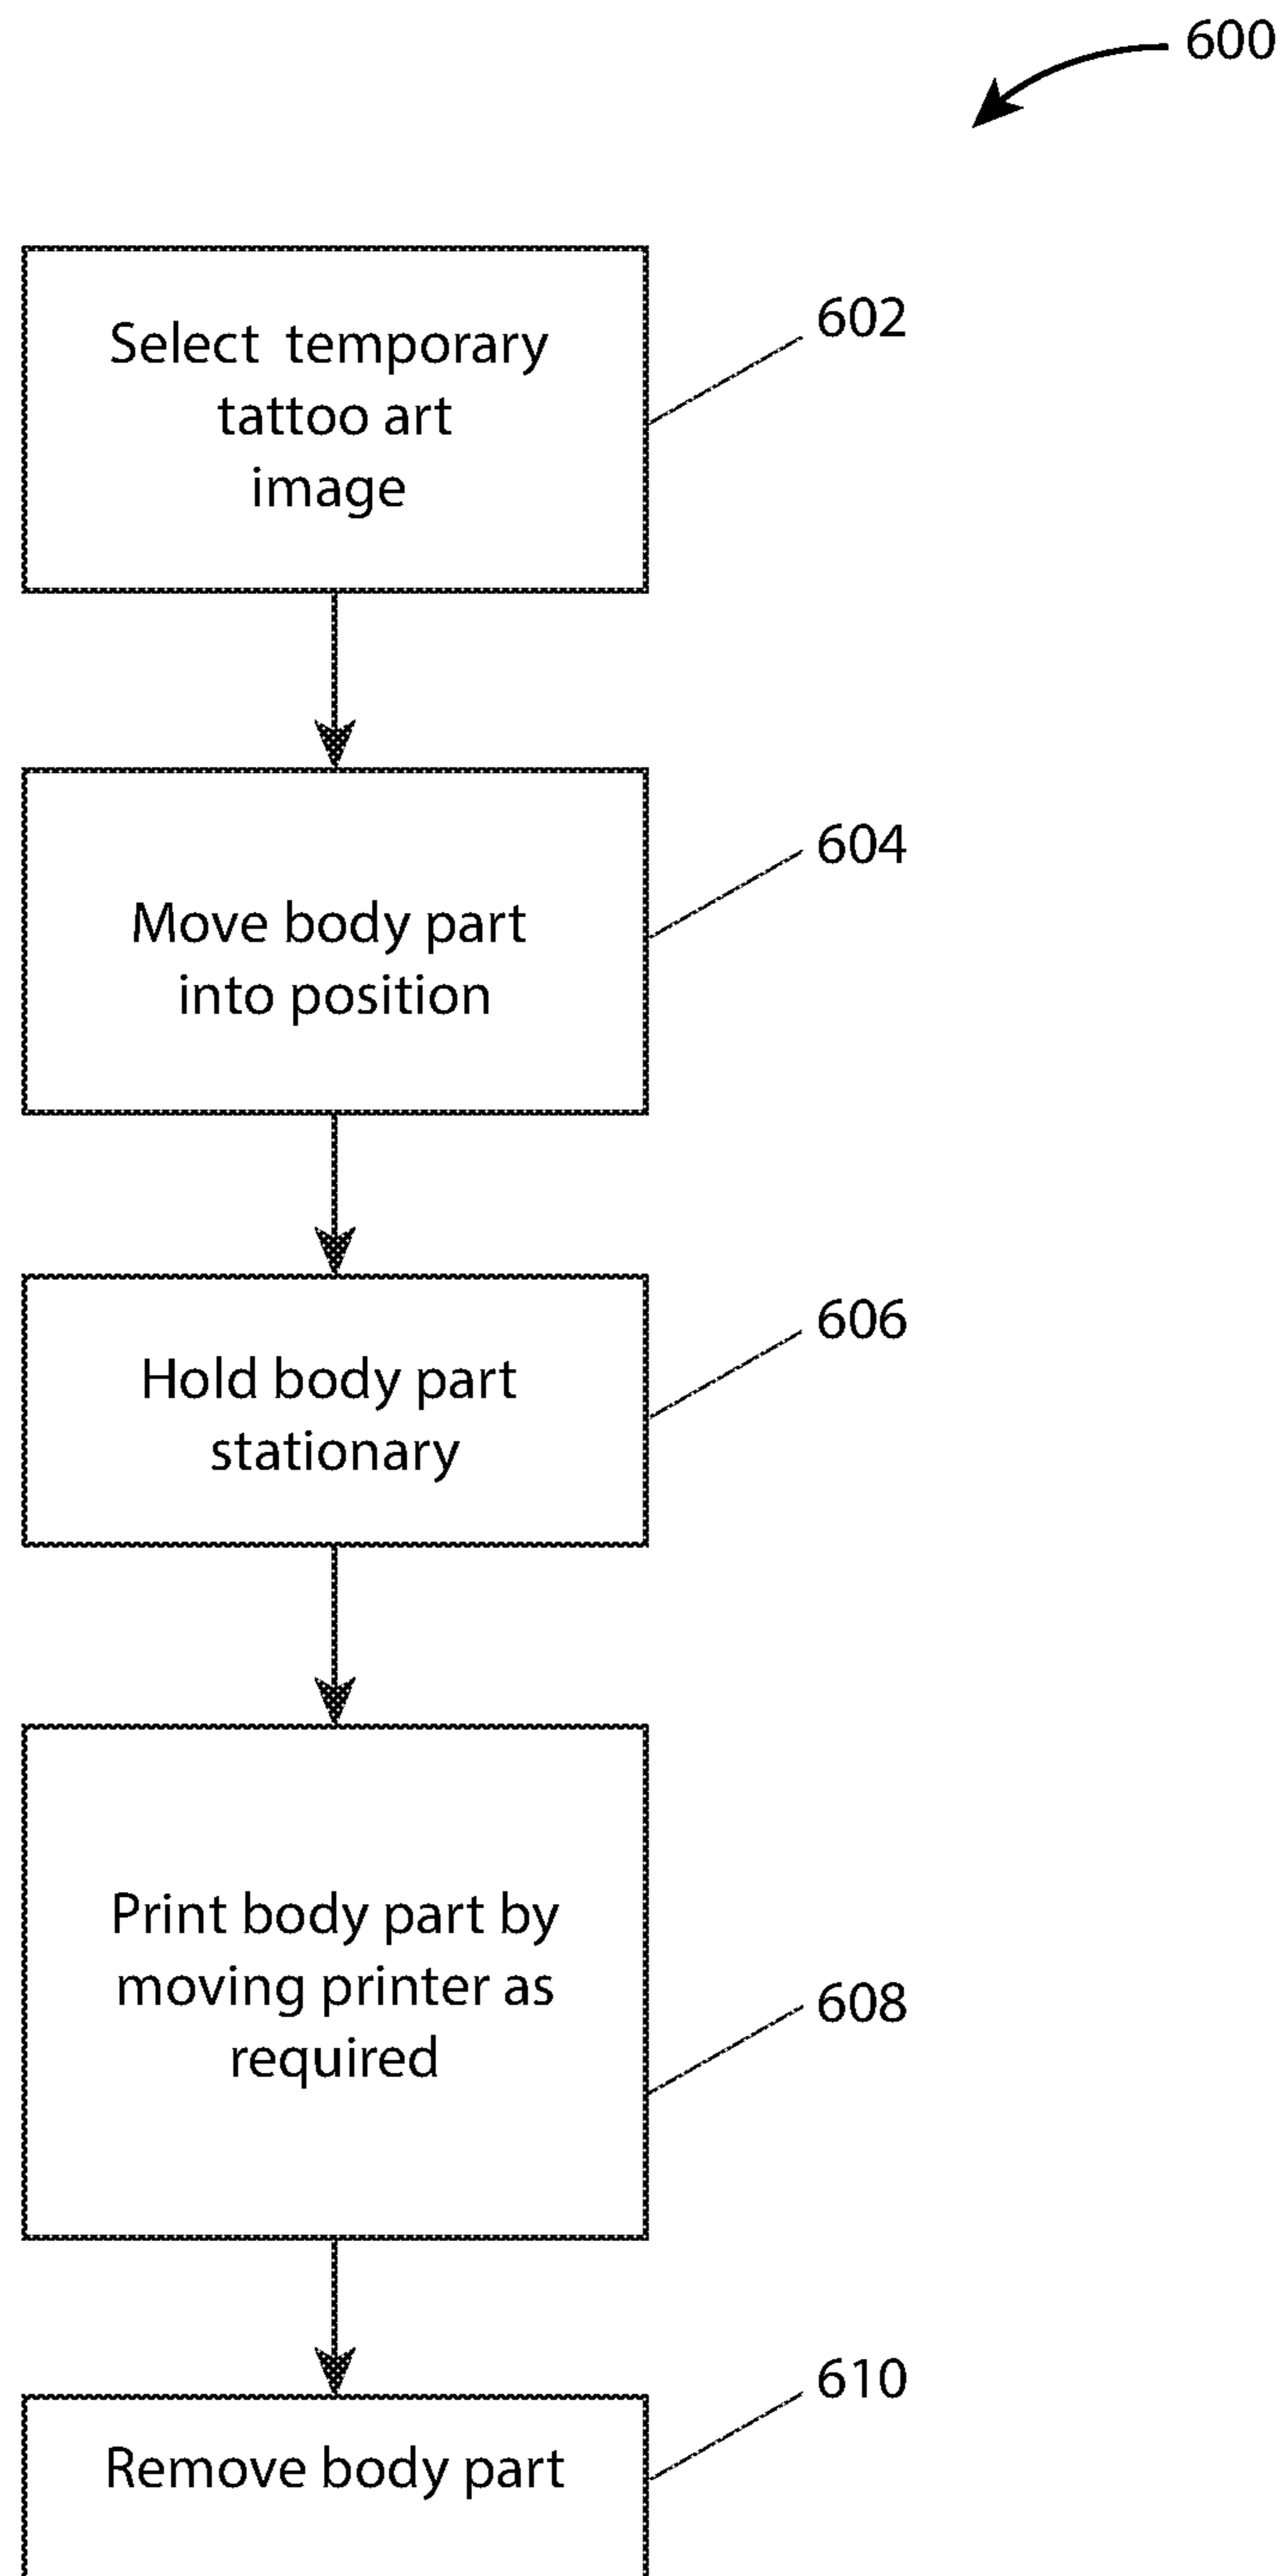 600
Select temporary
tattoo art
image
602
Move body part
into position
604
Hold body part
stationary
606
Print body part by
moving printer as
required
608
Remove body part
610